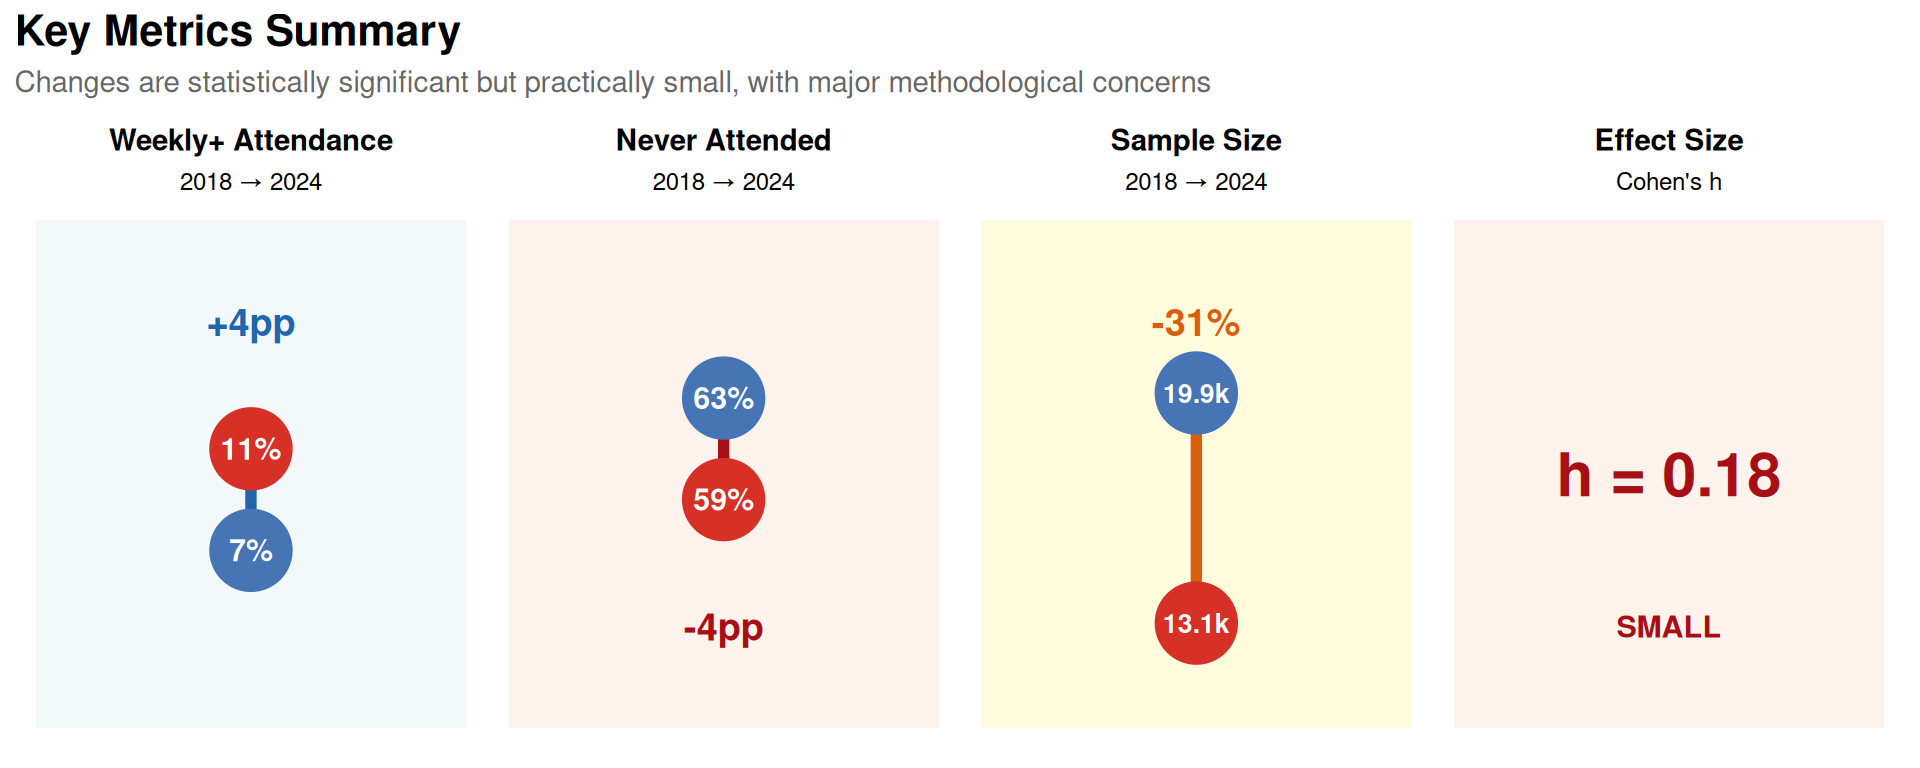 Key Metrics Summary
Changes are statistically significant but practically small, with major methodological concerns
Weekly+ Attendance
2018 → 2024
+4pp
11%
7%
Never Attended
2018 → 2024
63%
59%
-4pp
Sample Size
2018 → 2024
-31%
19.9k
13.1k
Effect Size
Cohen's h
h = 0.18
SMALL